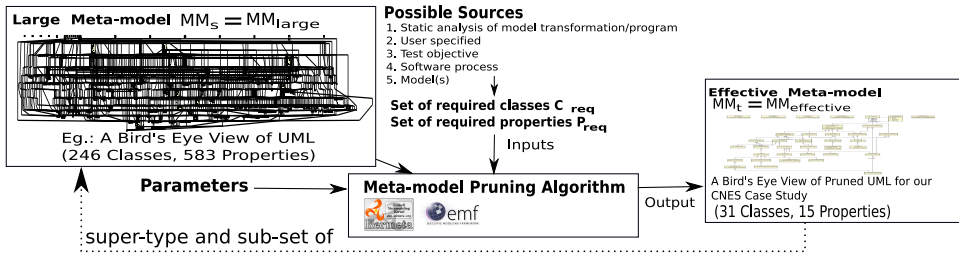 Large Meta-model MMs = MMlarge
Eg.: A Bird's Eye View of UML
(246 Classes, 583 Properties)
Possible Sources
1. Static analysis of model transformation/program
2. User specified
3. Test objective
4. Software process
5. Model(s)
Set of required classes C req
Set of required properties Preq
Inputs
Parameters
Meta-model Pruning Algorithm
Kermeta
emf
Output
Effective Meta-model
MMt = MMeffective
A Bird's Eye View of Pruned UML for our
CNES Case Study
(31 Classes, 15 Properties)
super-type and sub-set of